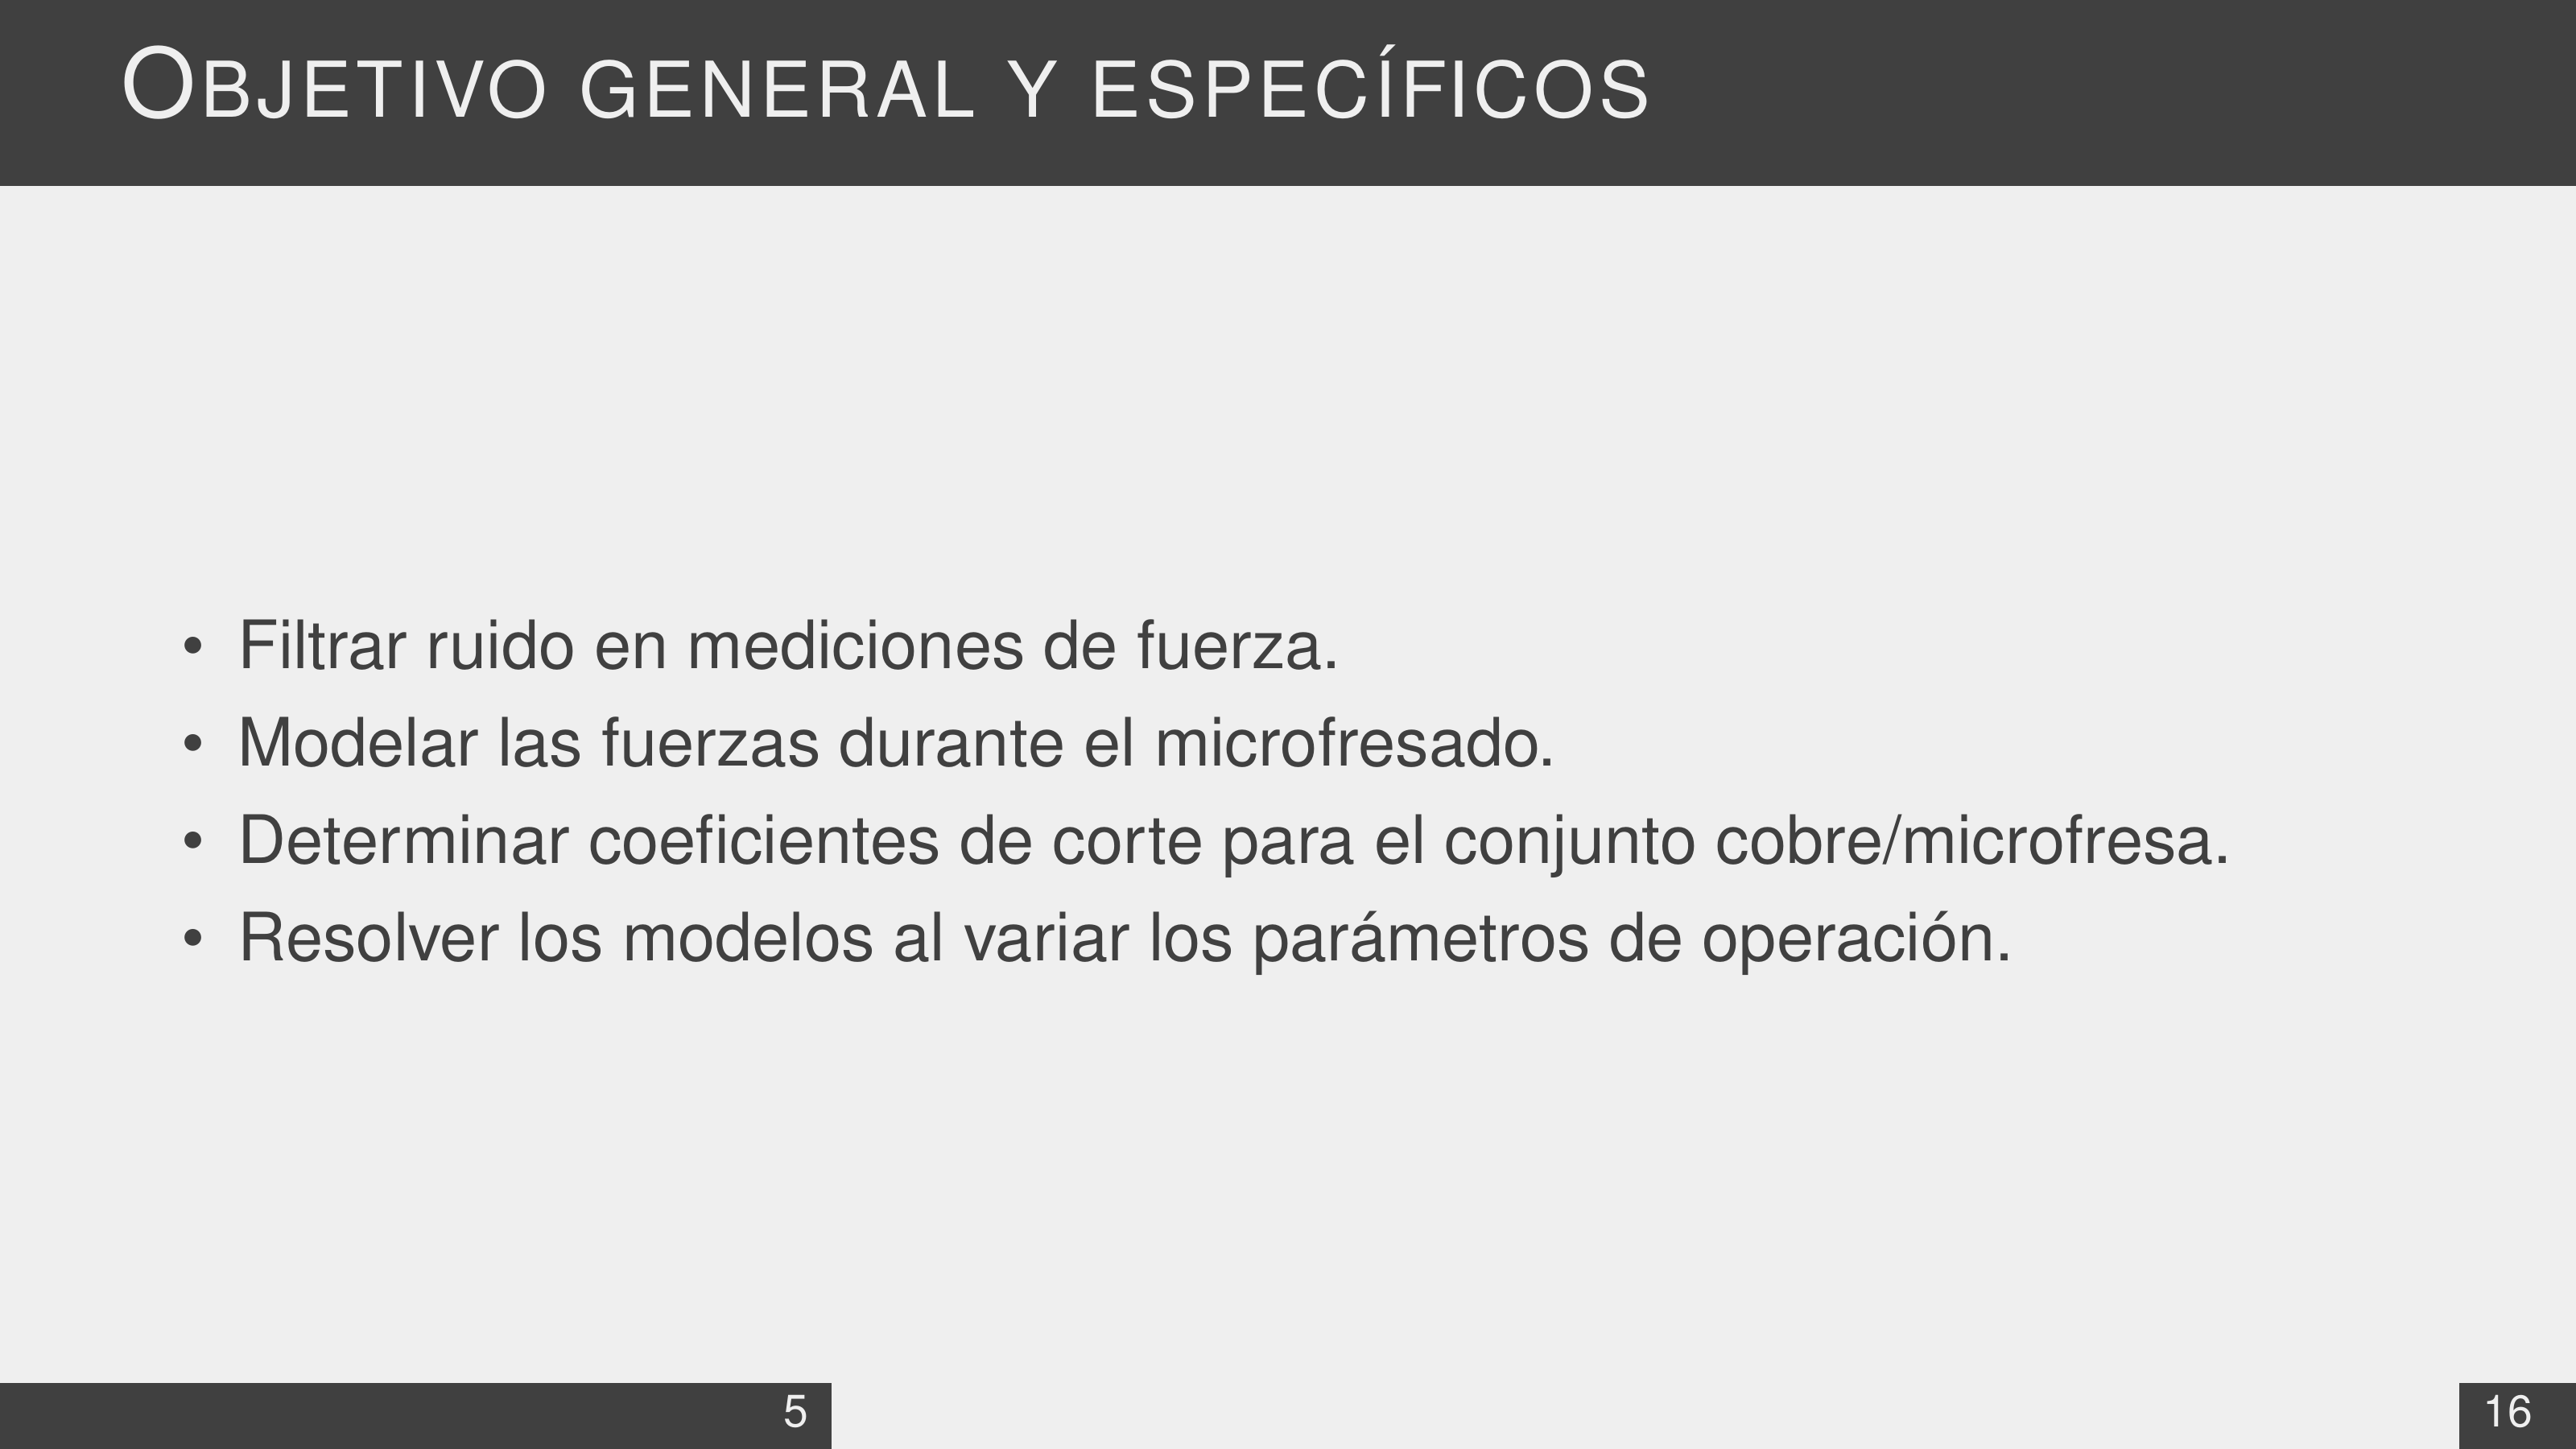 OBJETIVO GENERAL Y ESPECÍFICOS
• Filtrar ruido en mediciones de fuerza.
• Modelar las fuerzas durante el microfresado.
• Determinar coeficientes de corte para el conjunto cobre/microfresa.
• Resolver los modelos al variar los parámetros de operación.
5
16